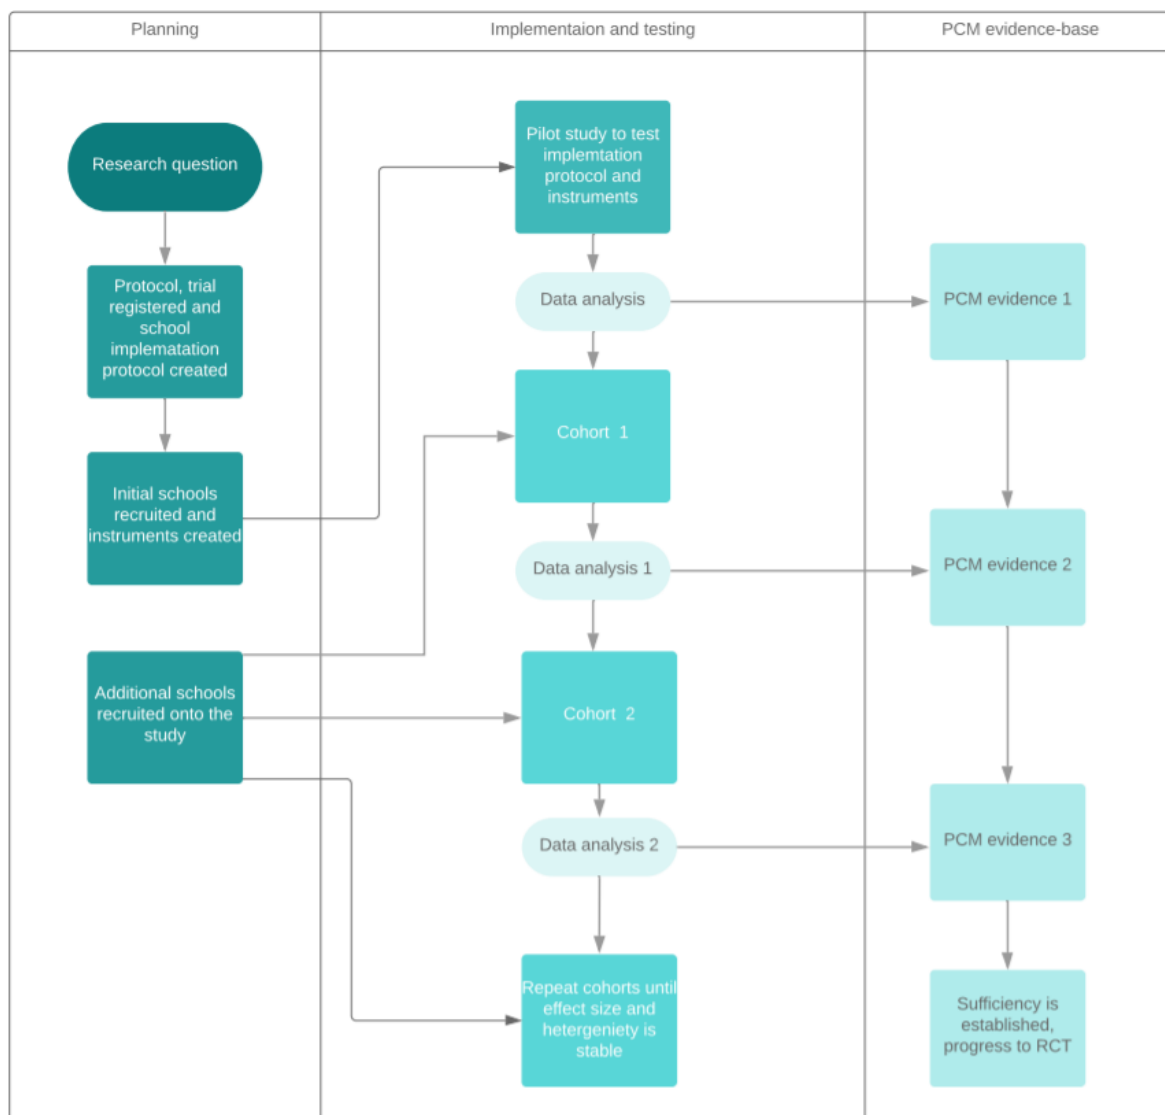 Planning
Implementaion and testing
PCM evidence-base
Research question
Protocol, trial
registered and
school
implematation
protocol created
Initial schools
recruited and
instruments created
Additional schools
recruited onto the
study
Pilot study to test
implemtation
protocol and
instruments
Data analysis
Cohort 1
Data analysis 1
Cohort 2
Data analysis 2
Repeat cohorts until
effect size and
hetergeniety is
stable
PCM evidence 1
PCM evidence 2
PCM evidence 3
Sufficiency is
established,
progress to RCT